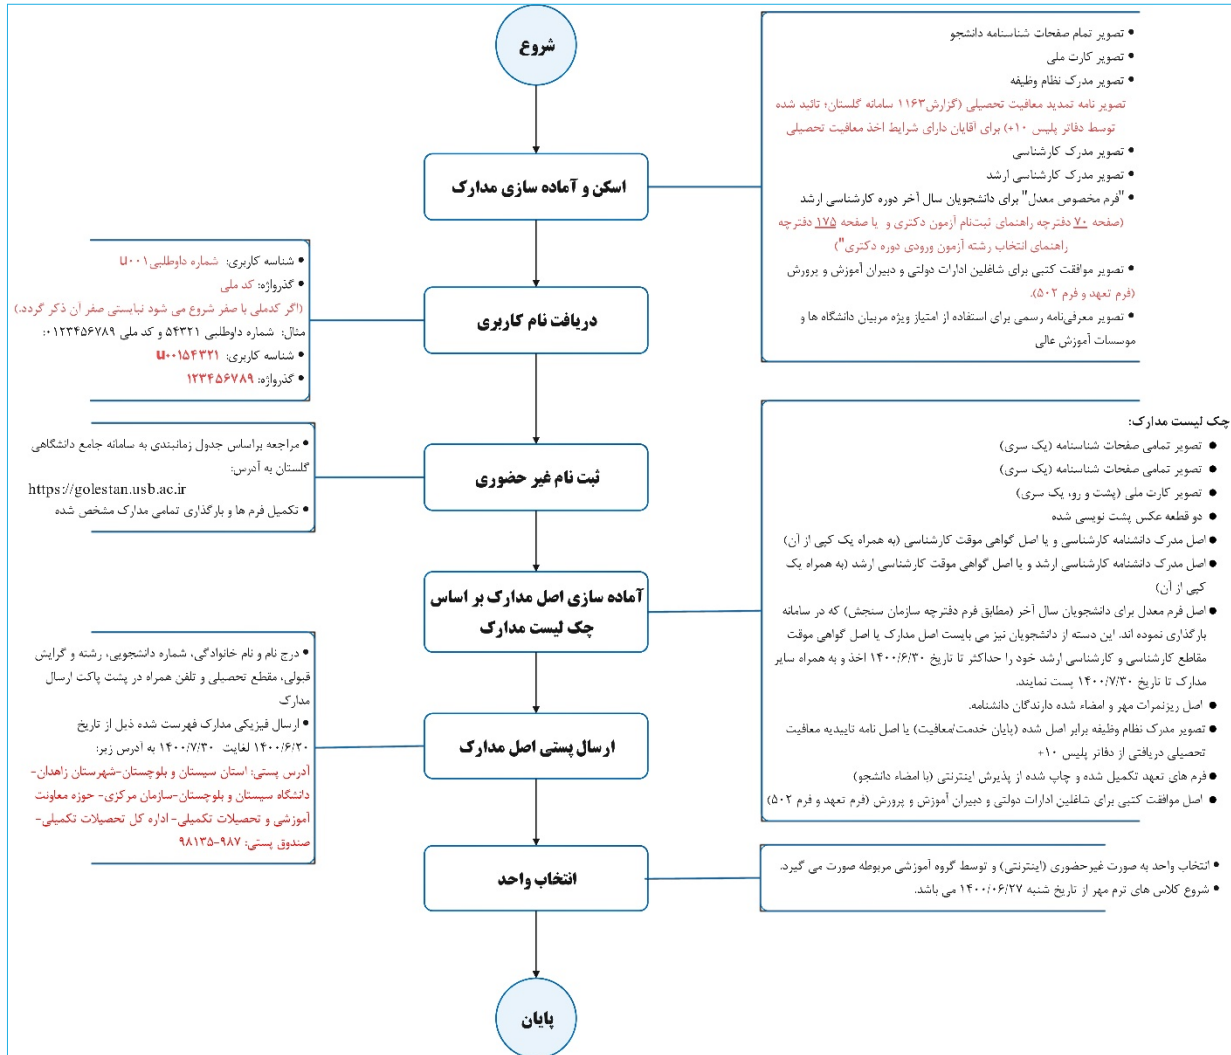 شروع
• تصویر تمام صفحات شناسنامه دانشجو
• تصویر کارت ملی
• تصویر مدرک نظام وظیفه
تصویر نامه تمدید معافیت تحصیلی (گزارش۱۱۶۳ سامانه گلستان؛ تائید شده
توسط دفاتر پلیس ۱۰+) برای آقایان دارای شرایط اخذ معافیت تحصیلی
• تصویر مدرک کارشناسی
• تصویر مدرک کارشناسی ارشد
• "فرم مخصوص معدل" برای دانشجویان سال آخر دوره کارشناسی ارشد
(صفحه ۷۰ دفترچه راهنمای ثبت‌نام آزمون دکتری و یا صفحه ۱۷۵ دفترچه
راهنمای انتخاب رشته آزمون ورودی دوره دکتری")
• تصویر موافقت کتبی برای شاغلین ادارات دولتی و دبیران آموزش و پرورش
(فرم تعهد و فرم ۵۰۲).
• تصویر معرفی‌نامه رسمی برای استفاده از امتیاز ویژه مربیان دانشگاه ها و
موسسات آموزش عالی
اسکن و آماده سازی مدارک
• شناسه کاربری: شماره داوطلبیu۰۰۱
• گذرواژه: کد ملی
(اگر کدملی با صفر شروع می شود نبایستی صفر آن ذکر گردد.)
مثال: شماره داوطلبی ۵۴۳۲۱ و کد ملی ۰۱۲۳۴۵۶۷۸۹:
• شناسه کاربری: u۰۰۱۵۴۳۲۱
• گذرواژه: ۱۲۳۴۵۶۷۸۹
دریافت نام کاربری
• مراجعه براساس جدول زمانبندی به سامانه جامع دانشگاهی
گلستان به آدرس:
https://golestan.usb.ac.ir
• تکمیل فرم ها و بارگذاری تمامی مدارک مشخص شده
ثبت نام غیر حضوری
چک لیست مدارک:
• تصویر تمامی صفحات شناسنامه (یک سری)
• تصویر تمامی صفحات شناسنامه (یک سری)
• تصویر کارت ملی (پشت و رو، یک سری)
• دو قطعه عکس پشت نویسی شده
• اصل مدرک دانشنامه کارشناسی و یا اصل گواهی موقت کارشناسی (به همراه یک کپی از آن)
• اصل مدرک دانشنامه کارشناسی ارشد و یا اصل گواهی موقت کارشناسی ارشد (به همراه یک
کپی از آن)
• اصل فرم معدل برای دانشجویان سال آخر (مطابق فرم دفترچه سازمان سنجش) که در سامانه
بارگذاری نموده اند. این دسته از دانشجویان نیز می بایست اصل مدارک یا اصل گواهی موقت
مقاطع کارشناسی و کارشناسی ارشد خود را حداکثر تا تاریخ ۱۴۰۰/۶/۳۰ اخذ و به همراه سایر
مدارک تا تاریخ ۱۴۰۰/۷/۳۰ پست نمایند.
• اصل ریزنمرات مهر و امضاء شده دارندگان دانشنامه.
• تصویر مدرک نظام وظیفه برابر اصل شده (پایان خدمت/معافیت) یا اصل نامه تاییدیه معافیت
تحصیلی دریافتی از دفاتر پلیس ۱۰+
• فرم های تعهد تکمیل شده و چاپ شده از پذیرش اینترنتی (با امضاء دانشجو)
• اصل موافقت کتبی برای شاغلین ادارات دولتی و دبیران آموزش و پرورش (فرم تعهد و فرم ۵۰۲)
آماده سازی اصل مدارک بر اساس
چک لیست مدارک
• درج نام و نام خانوادگی، شماره دانشجویی، رشته و گرایش
قبولی، مقطع تحصیلی و تلفن همراه در پشت پاکت ارسال
مدارک
• ارسال فیزیکی مدارک فهرست شده ذیل از تاریخ
۱۴۰۰/۶/۲۰ لغایت ۱۴۰۰/۷/۳۰ به آدرس زیر:
آدرس پستی: استان سیستان و بلوچستان-شهرستان زاهدان-
دانشگاه سیستان و بلوچستان-سازمان مرکزی- حوزه معاونت
آموزشی و تحصیلات تکمیلی- اداره کل تحصیلات تکمیلی-
صندوق پستی: ۹۸۷-۹۸۱۳۵
ارسال پستی اصل مدارک
انتخاب واحد
• انتخاب واحد به صورت غیرحضوری (اینترنتی) و توسط گروه آموزشی مربوطه صورت می گیرد.
• شروع کلاس های ترم مهر از تاریخ شنبه ۱۴۰۰/۰۶/۲۷ می باشد.
پایان